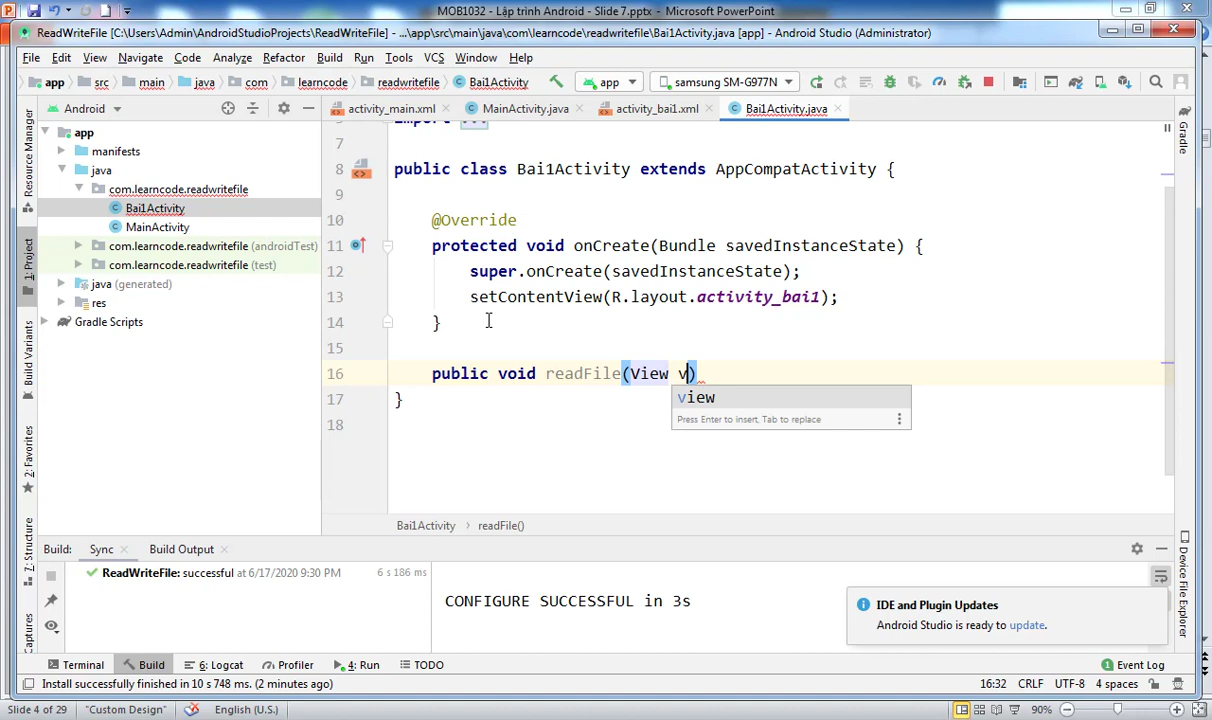 MOB1032 - Lập trình Android - Slide 7.pptx - Microsoft PowerPoint
ReadWriteFile [C:\Users\Admin\AndroidStudioProjects\ReadWriteFile] - ...\app\src\main\java\com\learncode\readwritefile\Bai1Activity.java [app] - Android Studio (Administrator)
File Edit View Navigate Code Analyze Refactor Build Run Tools VCS Window Help
app src main java com learncode readwritefile Bai1Activity app samsung SM-G977N
Android activity_main.xml MainActivity.java activity_bai1.xml Bai1Activity.java
app
manifests
java
com.learncode.readwritefile
Bai1Activity
MainActivity
com.learncode.readwritefile (androidTest)
com.learncode.readwritefile (test)
java (generated)
res
Gradle Scripts
Resource Manager
1: Project
Build Variants
2: Favorites
7: Structure
Captures
import ...
7
8 public class Bai1Activity extends AppCompatActivity {
9
10 @Override
11 protected void onCreate(Bundle savedInstanceState) {
12 super.onCreate(savedInstanceState);
13 setContentView(R.layout.activity_bai1);
14 }
15
16 public void readFile(View v)
view
Press Enter to insert, Tab to replace
17 }
18
Gradle
Device File Explorer
Bai1Activity readFile()
Build: Sync Build Output
ReadWriteFile: successful at 6/17/2020 9:30 PM 6 s 186 ms
CONFIGURE SUCCESSFUL in 3s
IDE and Plugin Updates
Android Studio is ready to update.
Terminal Build 6: Logcat Profiler 4: Run TODO 1 Event Log
Install successfully finished in 10 s 748 ms. (2 minutes ago) 16:32 CRLF UTF-8 4 spaces
Slide 4 of 29 "Custom Design" English (U.S.) 90%